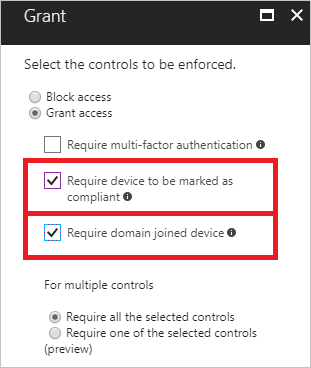 Grant
Select the controls to be enforced.
Block access
Grant access
Require multi-factor authentication
Require device to be marked as
compliant
Require domain joined device
For multiple controls
Require all the selected controls
Require one of the selected controls
(preview)